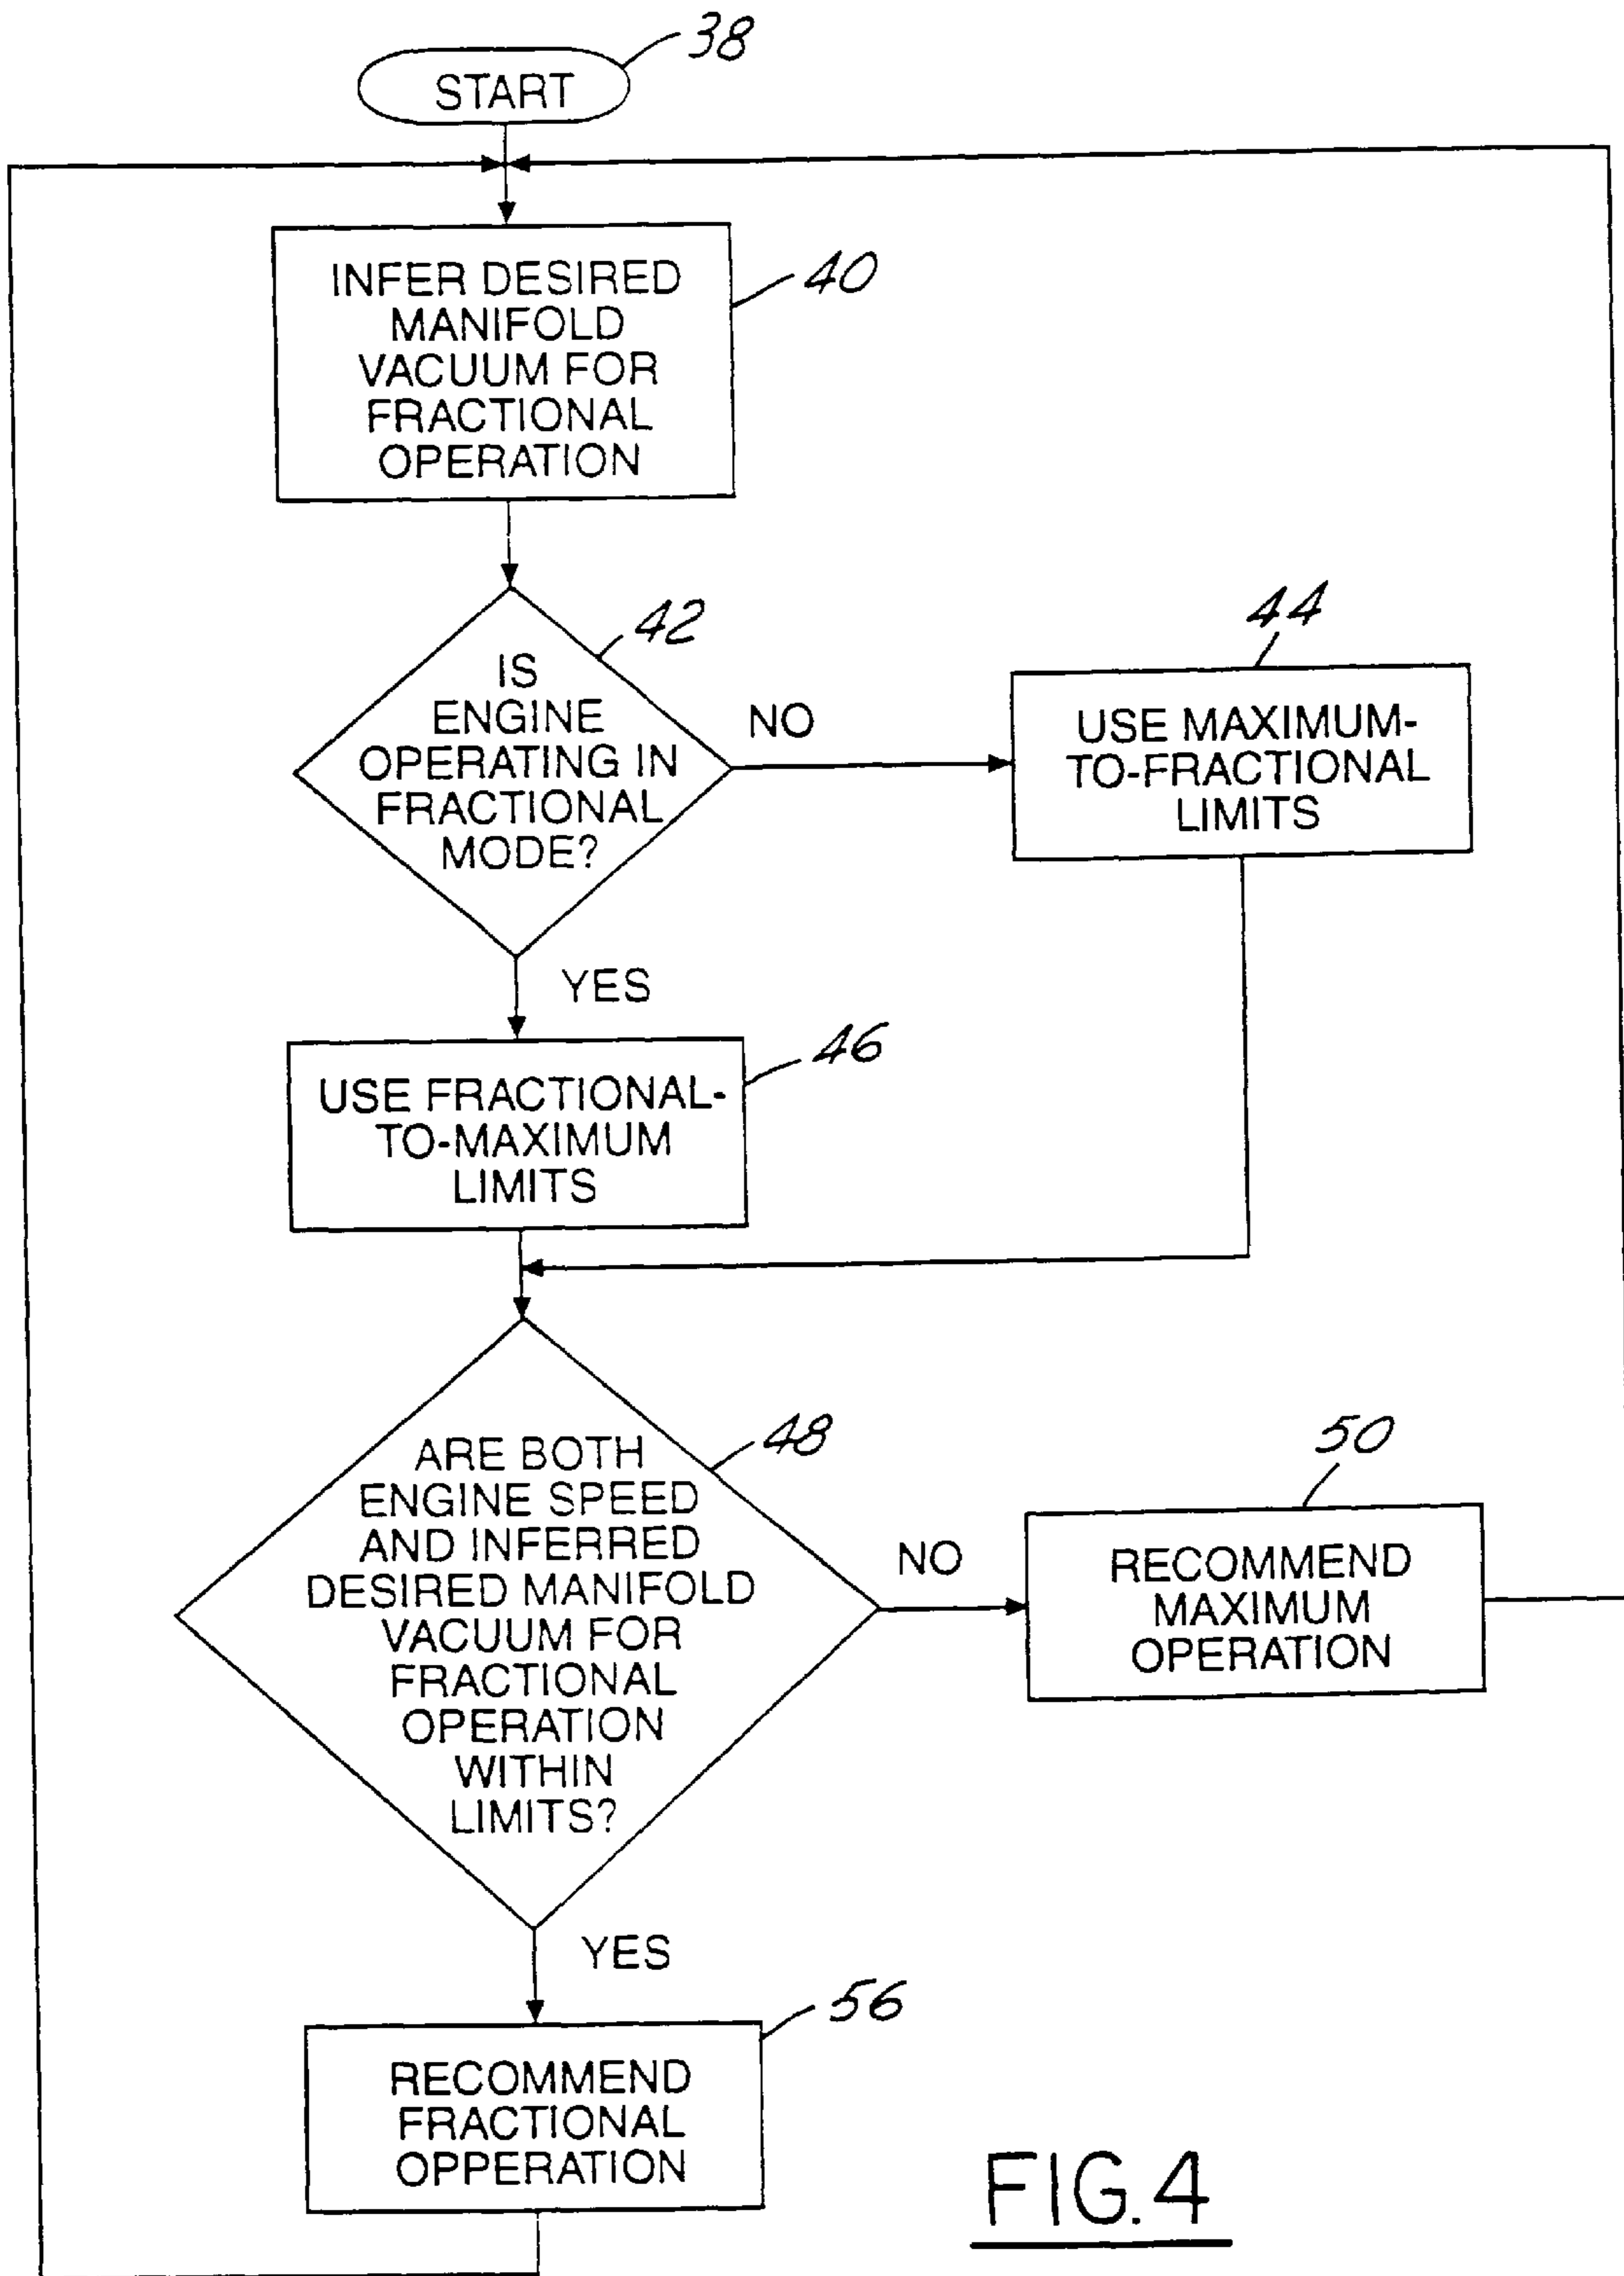 38
START
INFER DESIRED
MANIFOLD
VACUUM FOR
FRACTIONAL
OPERATION
40
IS
ENGINE
OPERATING IN
FRACTIONAL
MODE?
42
NO
44
USE MAXIMUM-
TO-FRACTIONAL
LIMITS
YES
46
USE FRACTIONAL-
TO-MAXIMUM
LIMITS
48
ARE BOTH
ENGINE SPEED
AND INFERRED
DESIRED MANIFOLD
VACUUM FOR
FRACTIONAL
OPERATION
WITHIN
LIMITS?
NO
50
RECOMMEND
MAXIMUM
OPERATION
YES
56
RECOMMEND
FRACTIONAL
OPPERATION
FIG.4